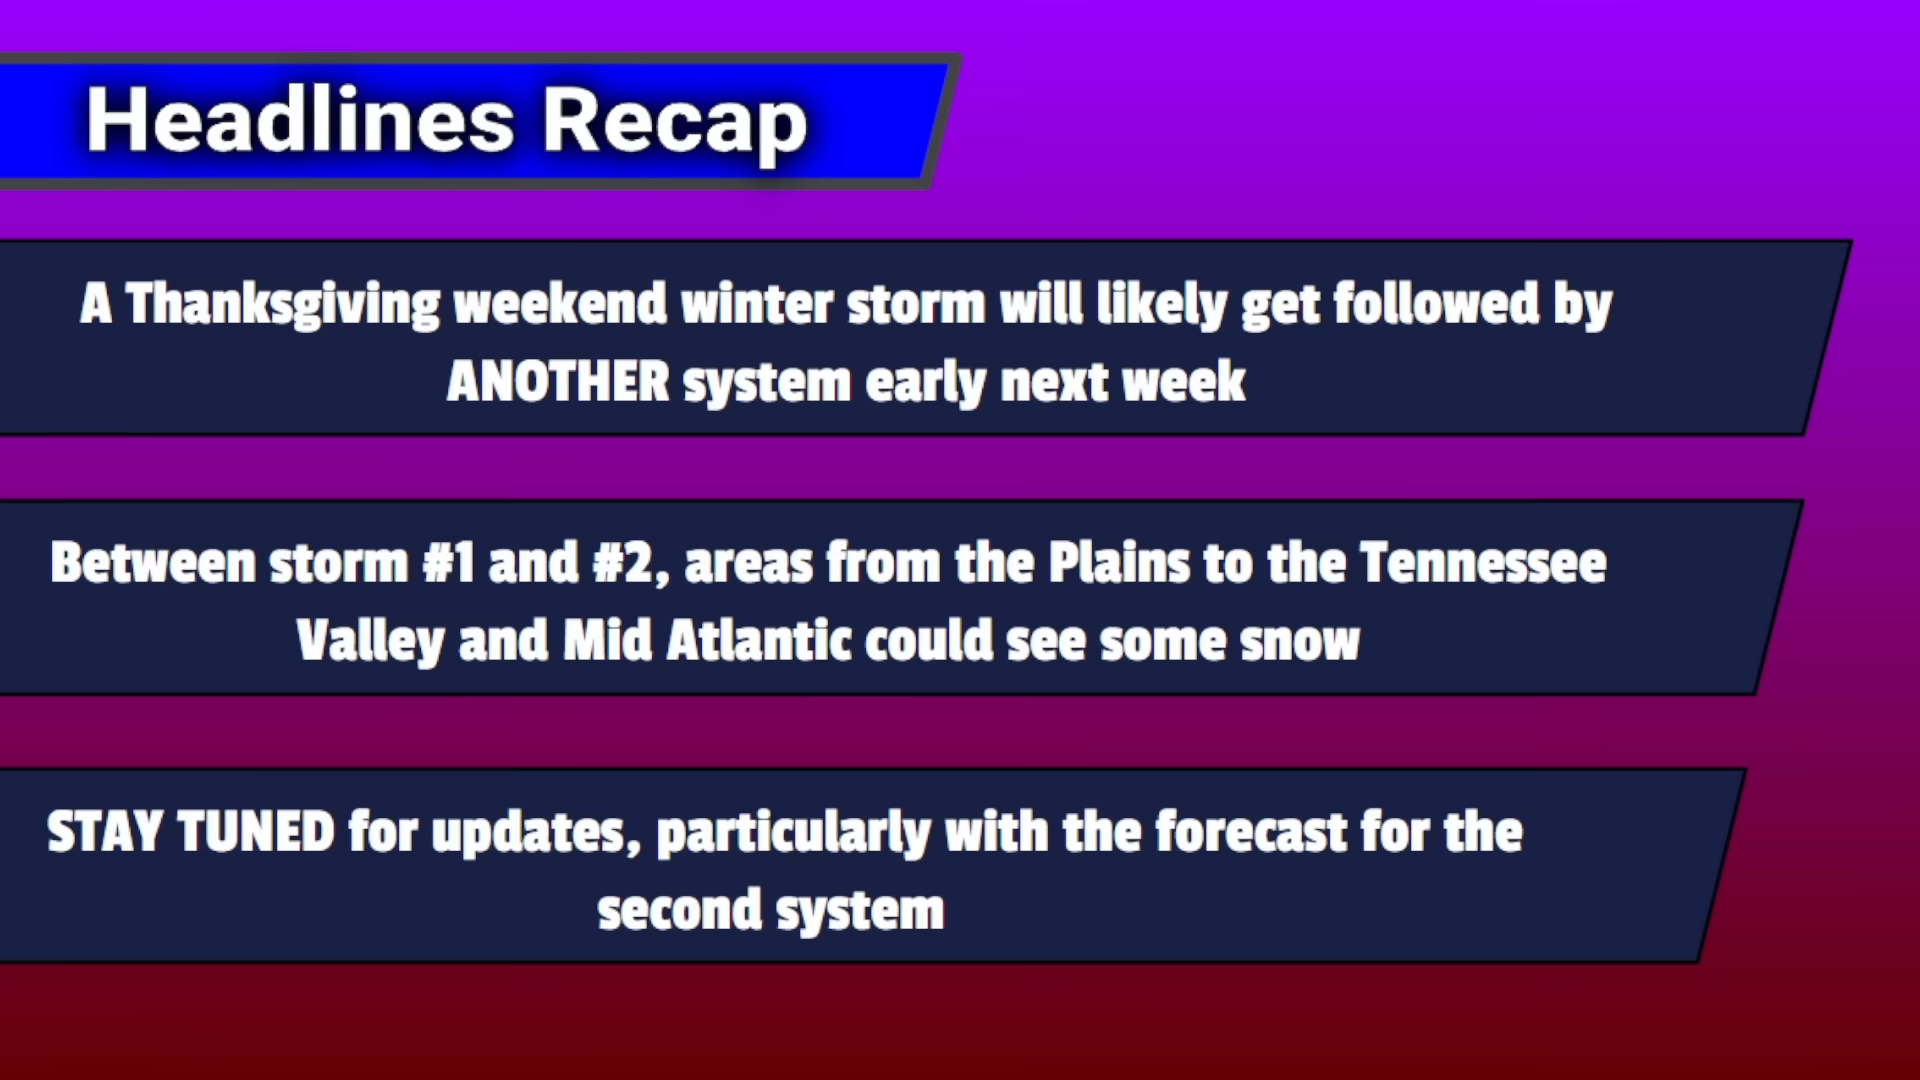 Headlines Recap
A Thanksgiving weekend winter storm will likely get followed by
ANOTHER system early next week
Between storm #1 and #2, areas from the Plains to the Tennessee
Valley and Mid Atlantic could see some snow
STAY TUNED for updates, particularly with the forecast for the
second system